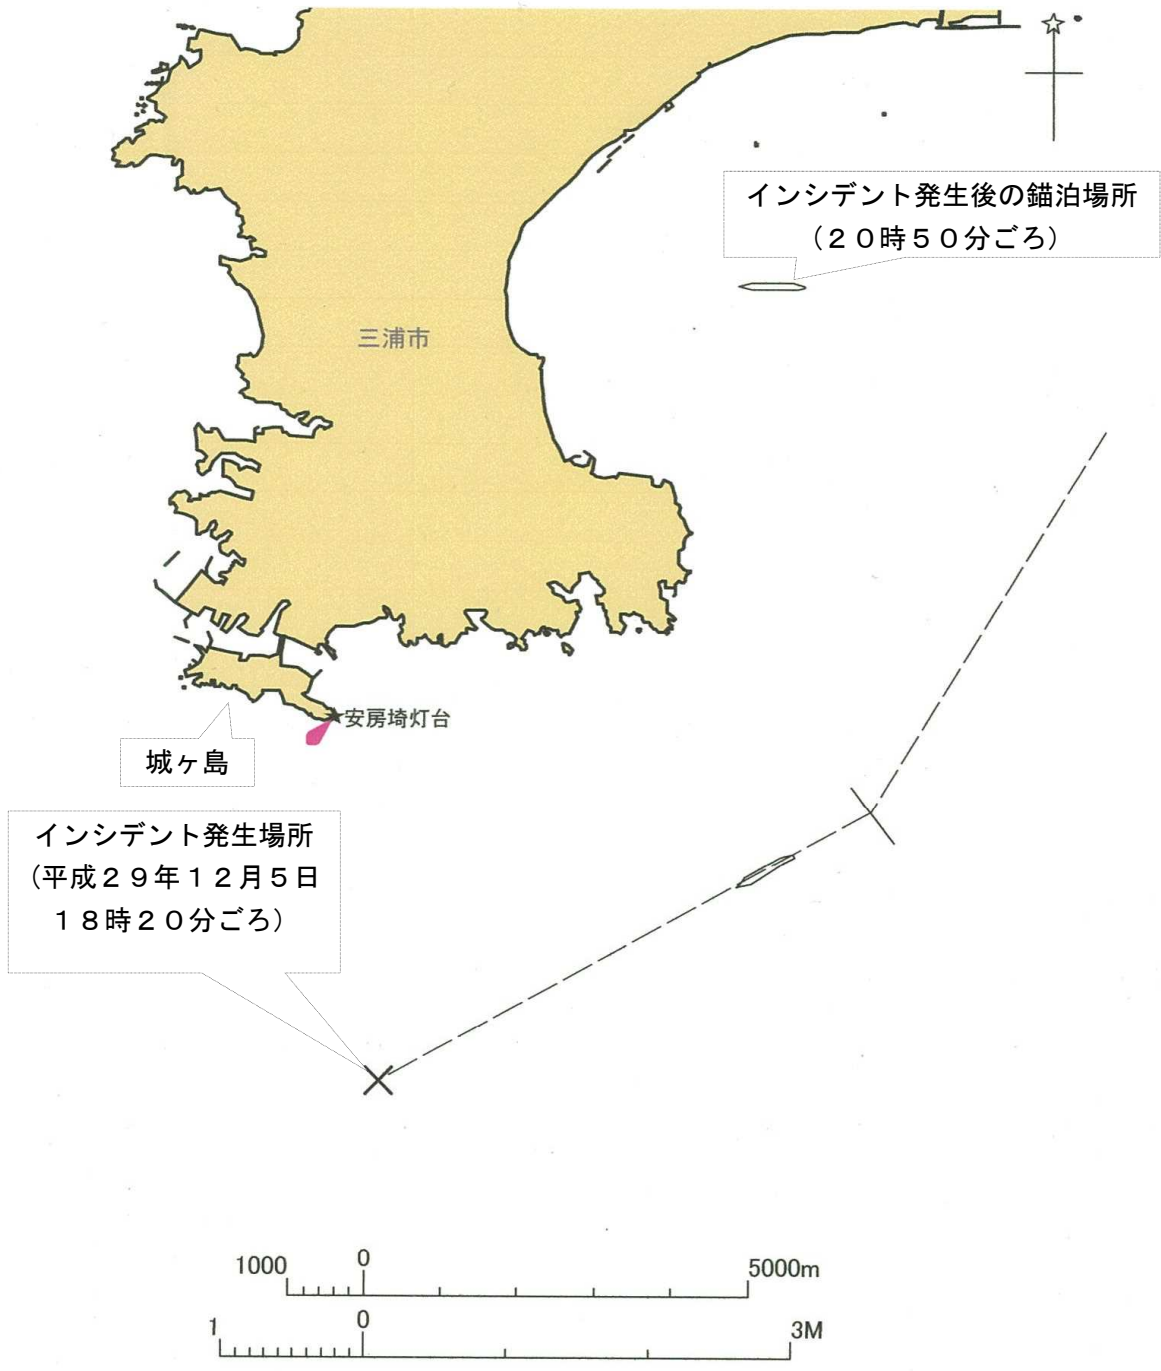 インシデント発生後の錨泊場所
（２０時５０分ごろ）
三浦市
安房埼灯台
城ヶ島
インシデント発生場所
（平成２９年１２月５日
１８時２０分ごろ）
1000 0 5000m
1 0 3M